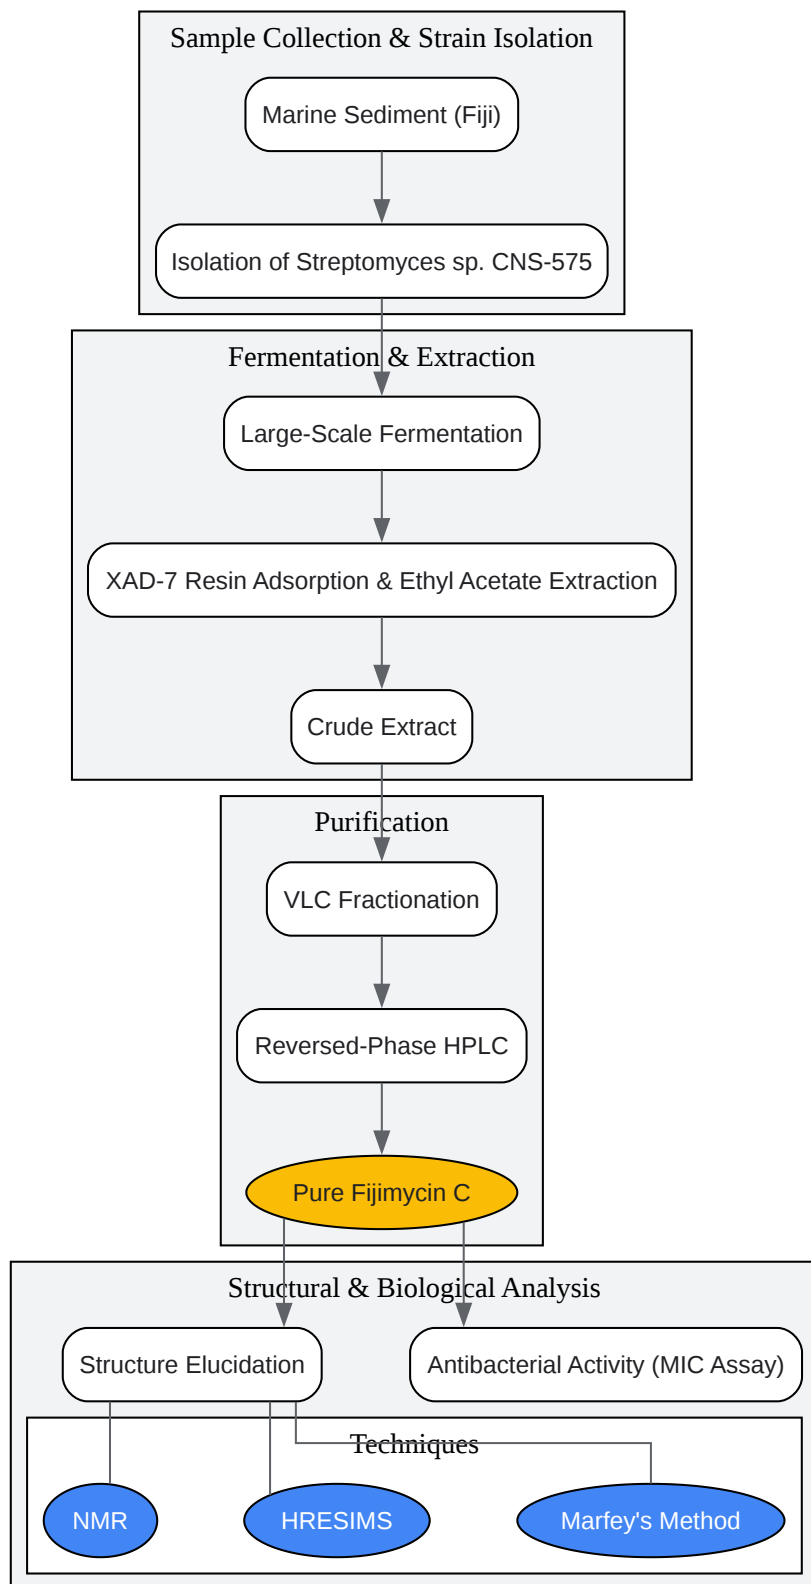 Sample Collection & Strain Isolation
Marine Sediment (Fiji)
Isolation of Streptomyces sp. CNS-575
Fermentation & Extraction
Large-Scale Fermentation
XAD-7 Resin Adsorption & Ethyl Acetate Extraction
Crude Extract
Purification
VLC Fractionation
Reversed-Phase HPLC
Pure Fijimycin C
Structural & Biological Analysis
Structure Elucidation
Antibacterial Activity (MIC Assay)
Techniques
NMR
HRESIMS
Marfey's Method